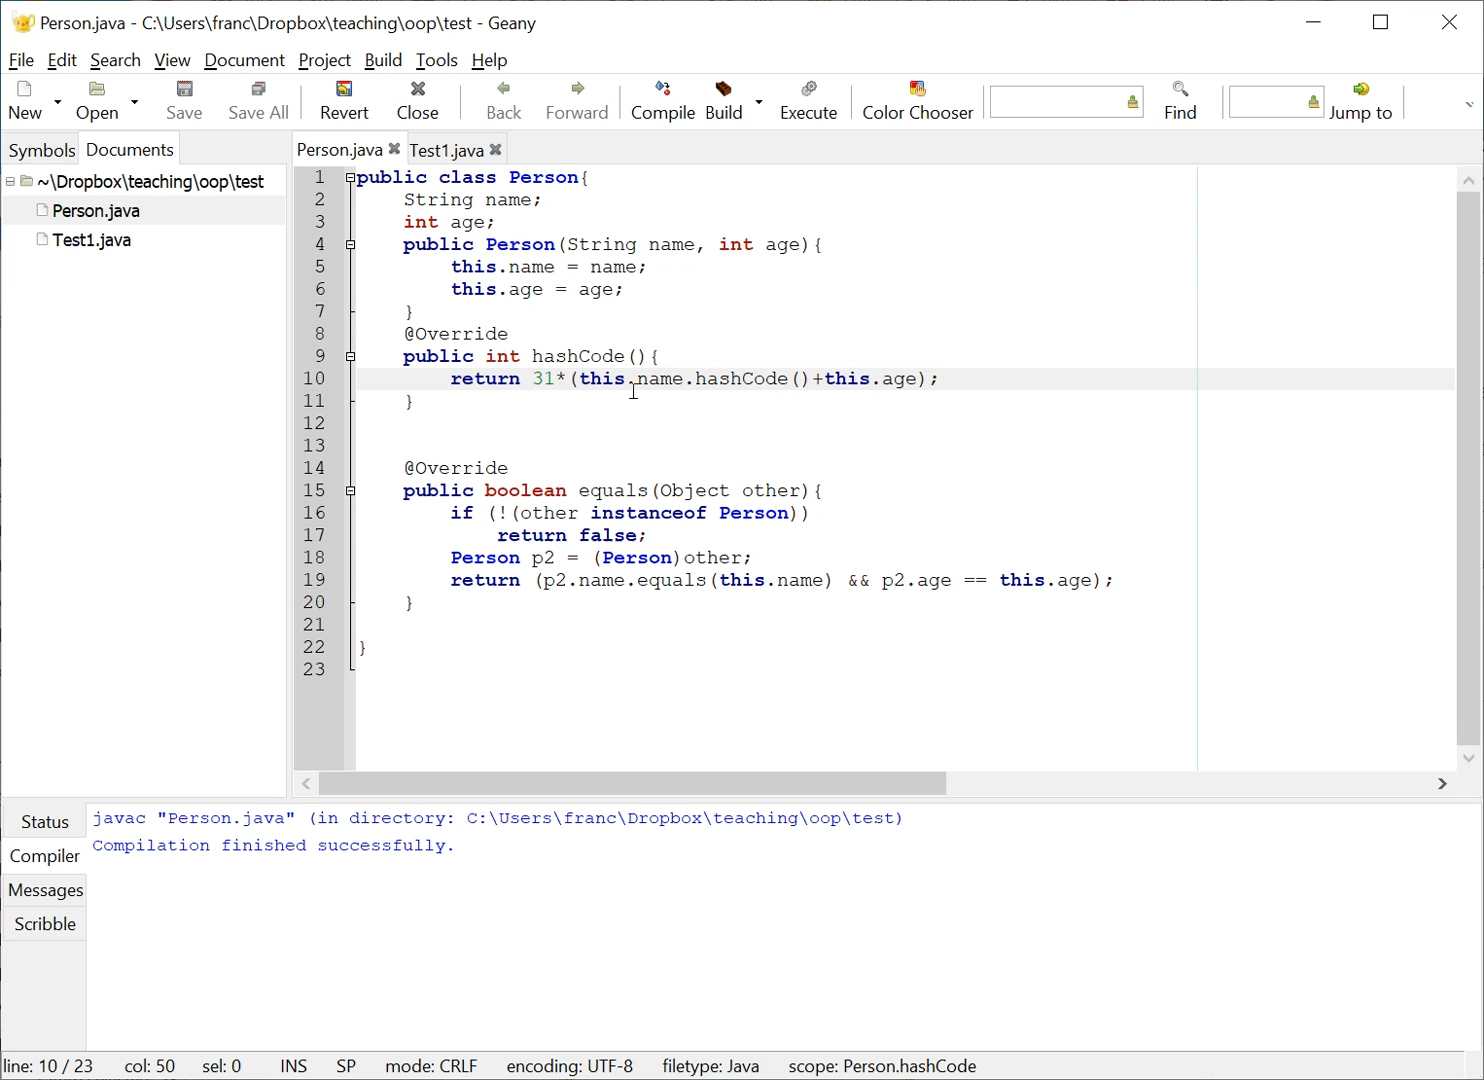 Person.java - C:\Users\franc\Dropbox\teaching\oop\test - Geany
File Edit Search View Document Project Build Tools Help
New Open Save Save All Revert Close Back Forward Compile Build Execute Color Chooser Find Jump to
Symbols Documents Person.java Test1.java
~\Dropbox\teaching\oop\test
Person.java
Test1.java
1 public class Person{
2 String name;
3 int age;
4 public Person(String name, int age){
5 this.name = name;
6 this.age = age;
7 }
8 @Override
9 public int hashCode(){
10 return 31*(this.name.hashCode()+this.age);
11 }
12
13
14 @Override
15 public boolean equals(Object other){
16 if (!(other instanceof Person))
17 return false;
18 Person p2 = (Person)other;
19 return (p2.name.equals(this.name) && p2.age == this.age);
20 }
21
22 }
23
Status
Compiler
Messages
Scribble
javac "Person.java" (in directory: C:\Users\franc\Dropbox\teaching\oop\test)
Compilation finished successfully.
line: 10 / 23 col: 50 sel: 0 INS SP mode: CRLF encoding: UTF-8 filetype: Java scope: Person.hashCode